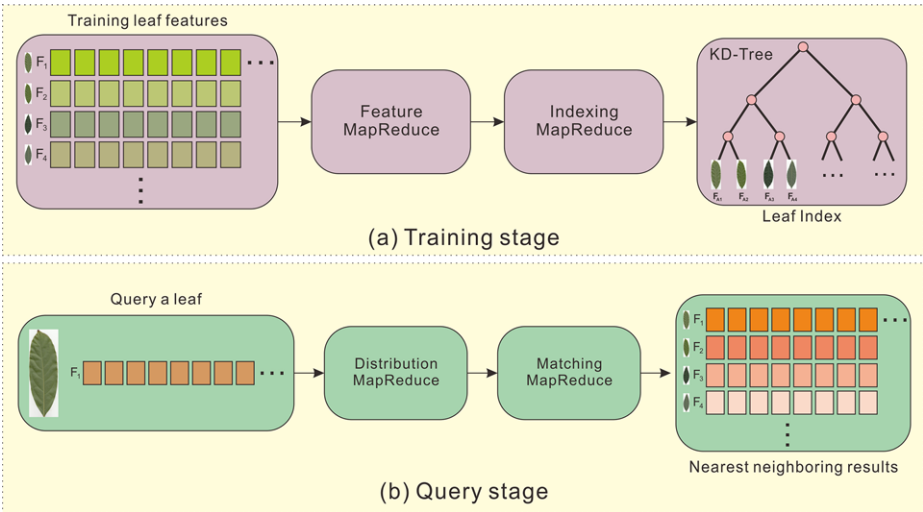 Training leaf features
F1
F2
F3
F4
Feature
MapReduce
Indexing
MapReduce
KD-Tree
FA1 FA2 FA3 FA4
Leaf Index
(a) Training stage
Query a leaf
F1
Distribution
MapReduce
Matching
MapReduce
F1
F2
F3
F4
Nearest neighboring results
(b) Query stage